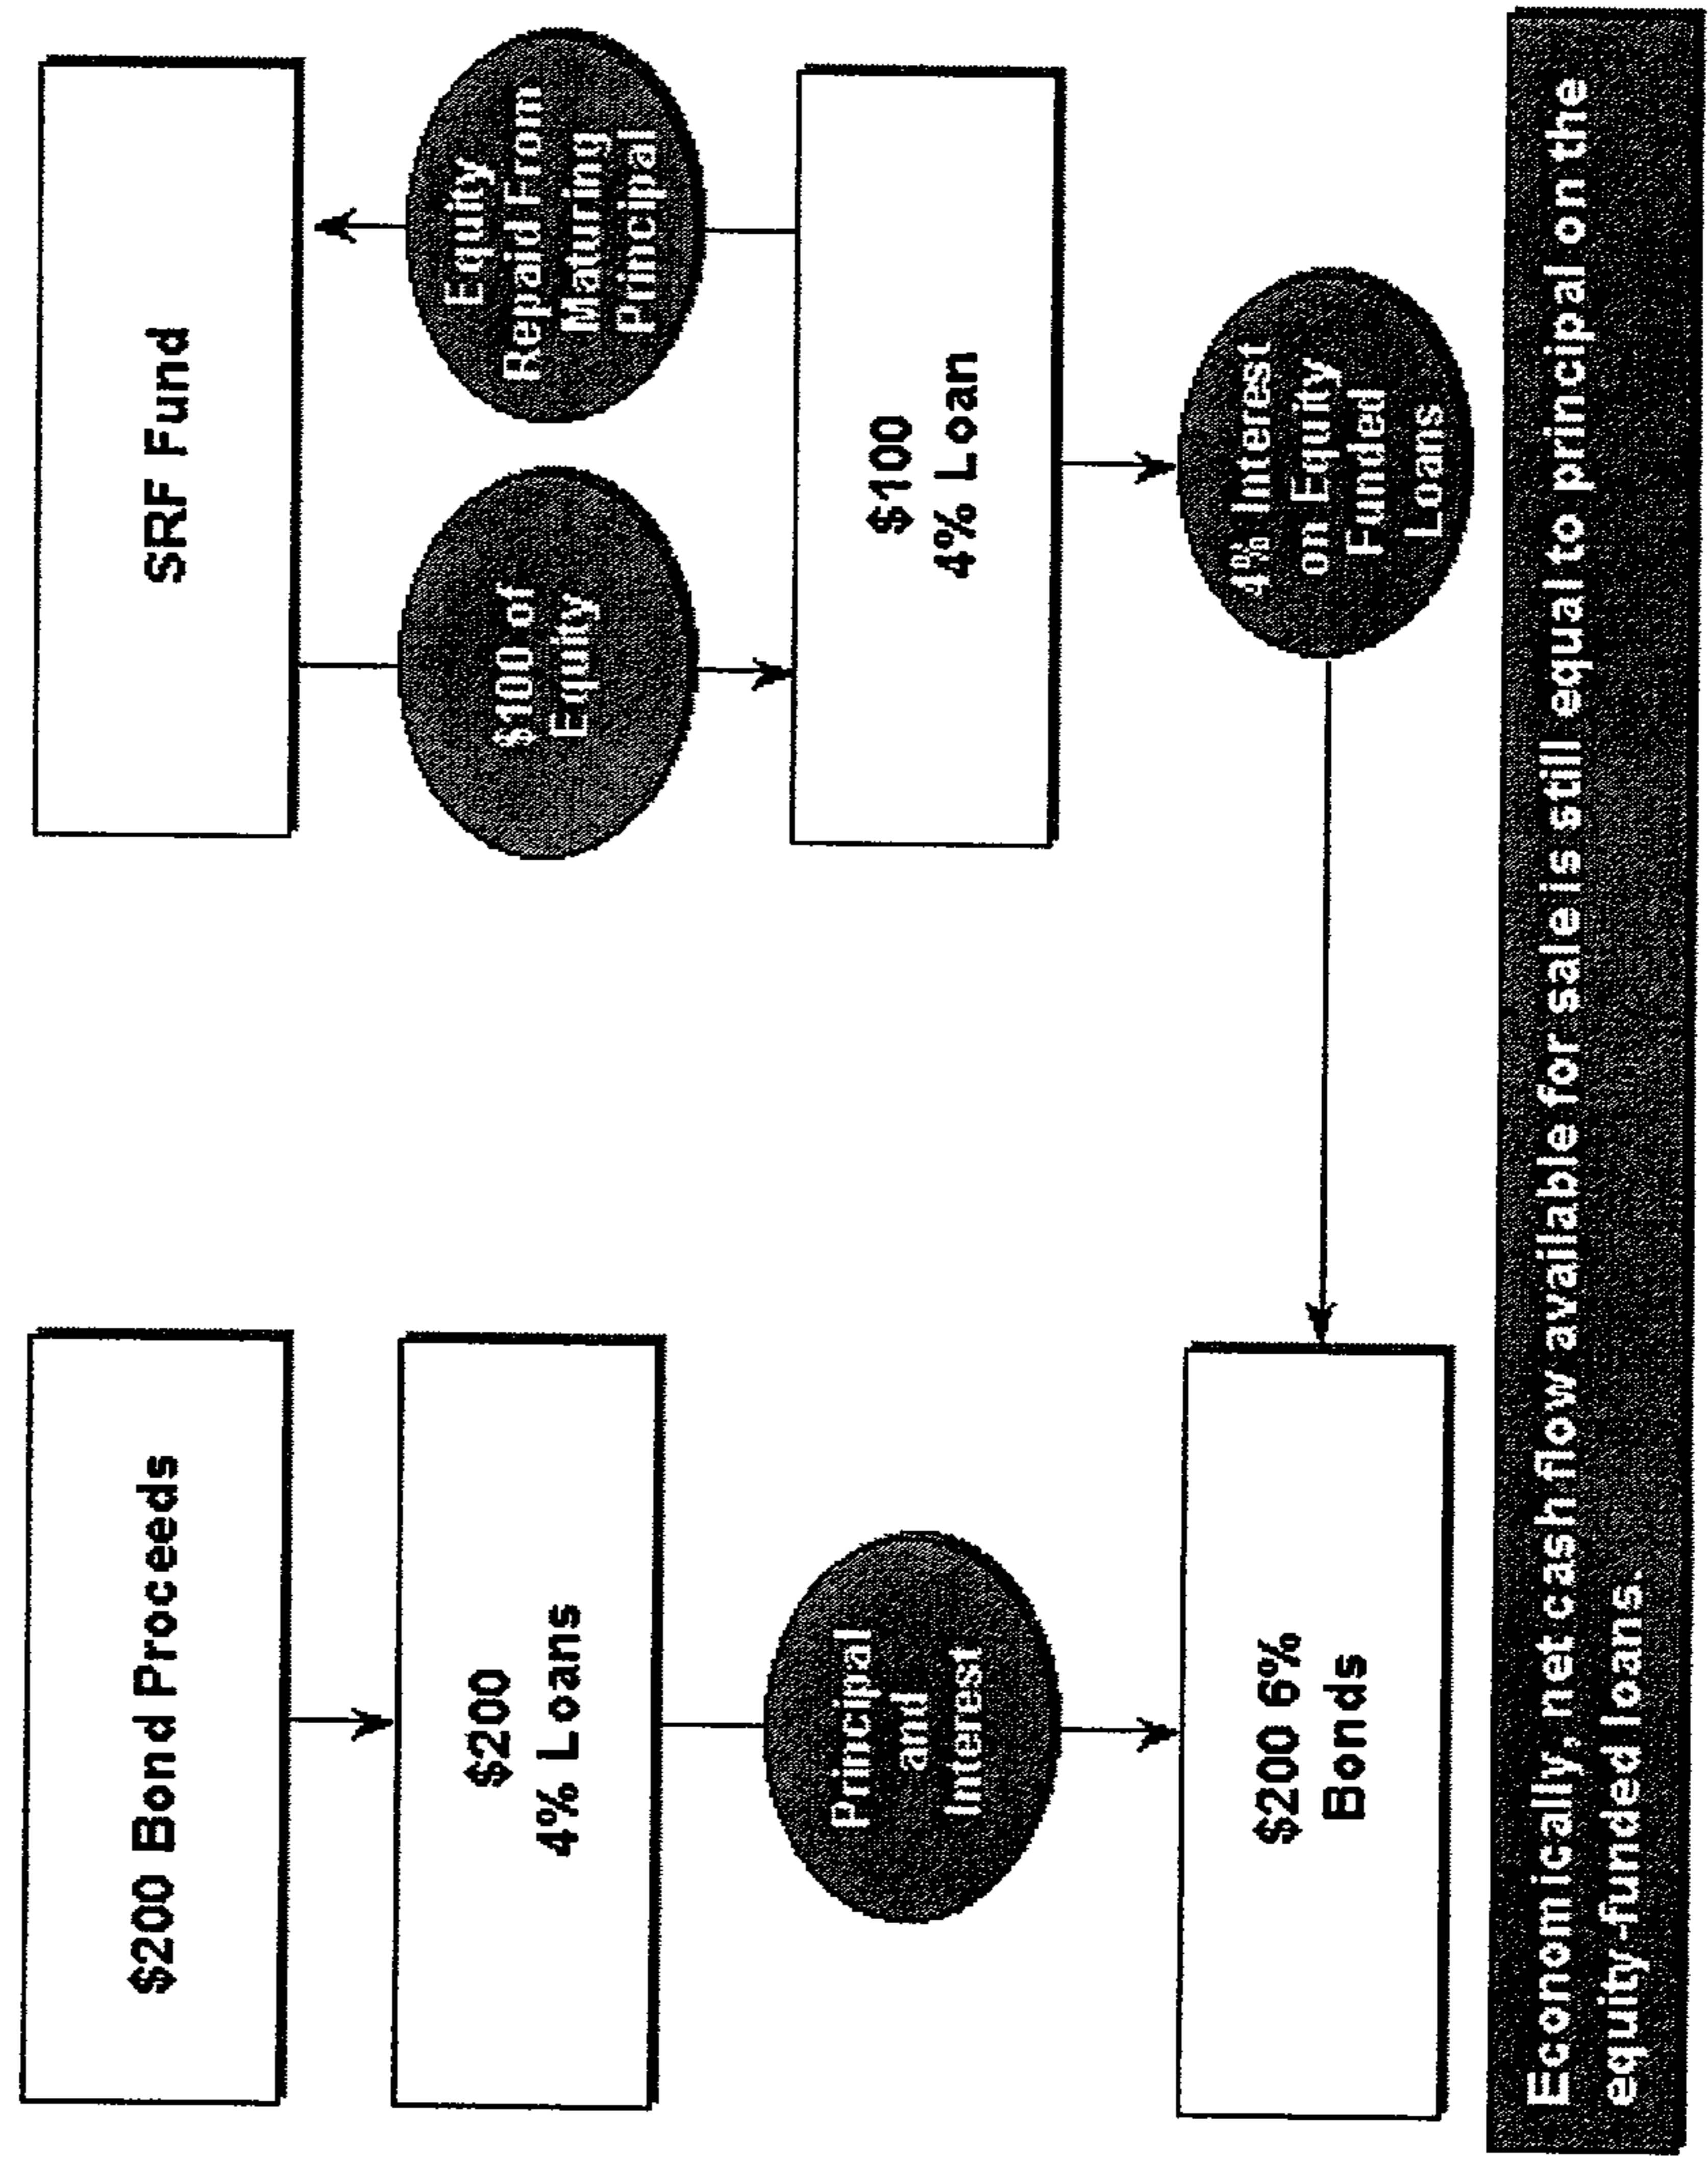 $200 Bond Proceeds
$200
4% Loans
Principal
and
Interest
$200 6%
Bonds
SRF Fund
$100 of
Equity
Equity
Repaid From
Maturing
Principal
$100
4% Loan
4% Interest
on Equity
Funded
Loans
Economically, net cash flow available for sale is still equal to principal on the
equity-funded loans.